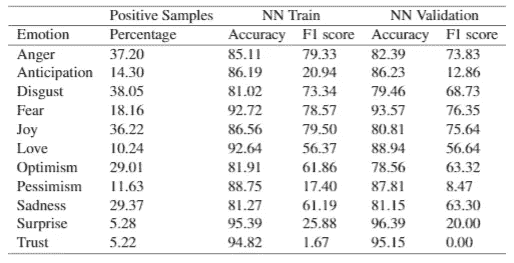 Positive Samples NN Train NN Validation
Emotion Percentage Accuracy F1 score Accuracy F1 score
Anger 37.20 85.11 79.33 82.39 73.83
Anticipation 14.30 86.19 20.94 86.23 12.86
Disgust 38.05 81.02 73.34 79.46 68.73
Fear 18.16 92.72 78.57 93.57 76.35
Joy 36.22 86.56 79.50 80.81 75.64
Love 10.24 92.64 56.37 88.94 56.64
Optimism 29.01 81.91 61.86 78.56 63.32
Pessimism 11.63 88.75 17.40 87.81 8.47
Sadness 29.37 81.27 61.19 81.15 63.30
Surprise 5.28 95.39 25.88 96.39 20.00
Trust 5.22 94.82 1.67 95.15 0.00